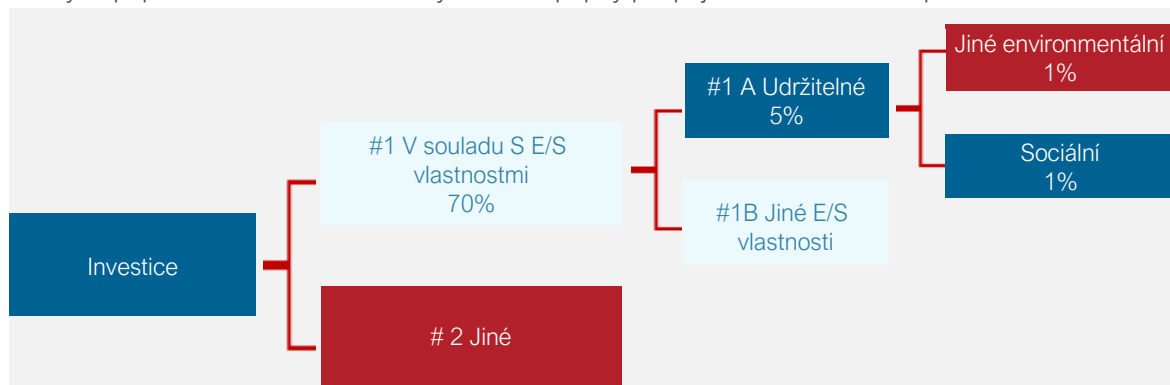 Jiné environmentální
1%
#1 A Udržitelné
5%
#1 V souladu S E/S
vlastnostmi
70%
Sociální
1%
#1B Jiné E/S
vlastnosti
Investice
# 2 Jiné